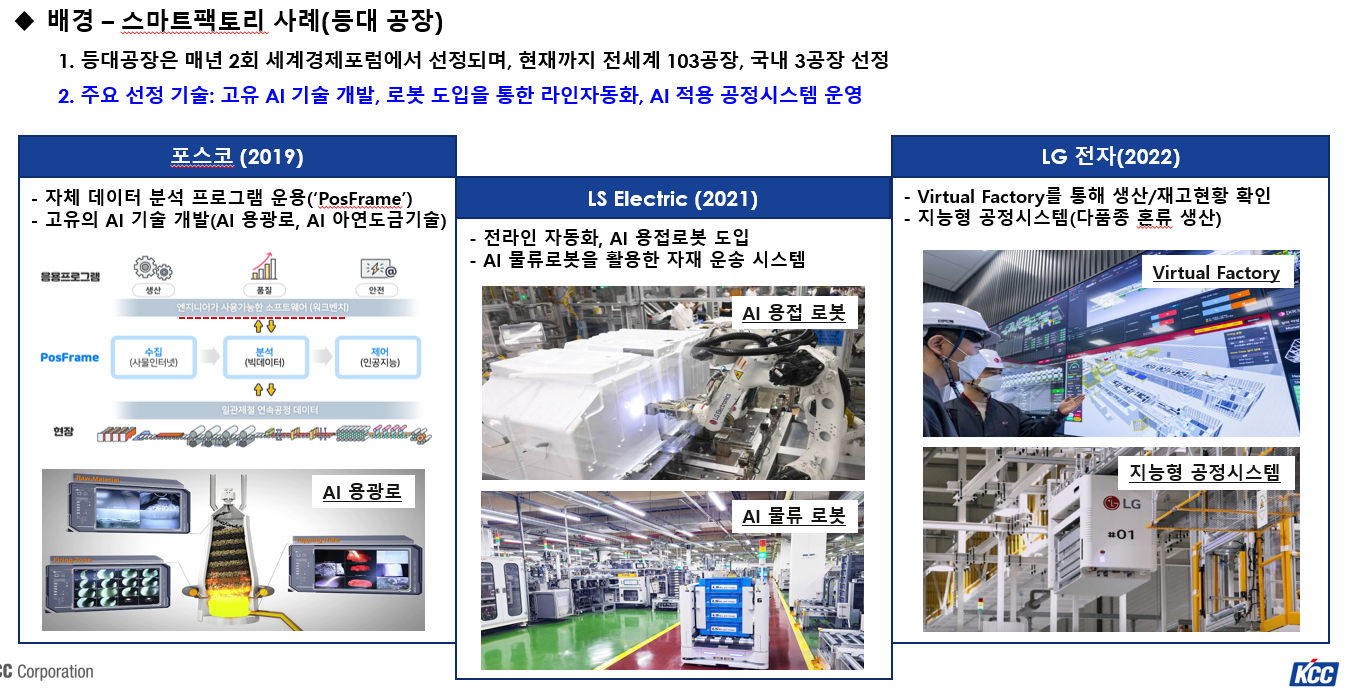 ◆ 배경 – 스마트팩토리 사례(등대 공장)
1. 등대공장은 매년 2회 세계경제포럼에서 선정되며, 현재까지 전세계 103공장, 국내 3공장 선정
2. 주요 선정 기술: 고유 AI 기술 개발, 로봇 도입을 통한 라인자동화, AI 적용 공정시스템 운영
포스코 (2019)
- 자체 데이터 분석 프로그램 운용(‘PosFrame’)
- 고유의 AI 기술 개발(AI 용광로, AI 아연도금기술)
응용프로그램
생산
품질
안전
엔지니어가 사용가능한 소프트웨어 (워크벤치)
PosFrame
수집
(사물인터넷)
분석
(빅데이터)
제어
(인공지능)
일관제철 연속공정 데이터
현장
AI 용광로
Raw Material
LS Electric (2021)
- 전라인 자동화, AI 용접로봇 도입
- AI 물류로봇을 활용한 자재 운송 시스템
AI 용접 로봇
LG Electronics
AI 물류 로봇
LG 전자(2022)
- Virtual Factory를 통해 생산/재고현황 확인
- 지능형 공정시스템(다품종 혼류 생산)
Virtual Factory
지능형 공정시스템
LG
#01
CC Corporation
KCC